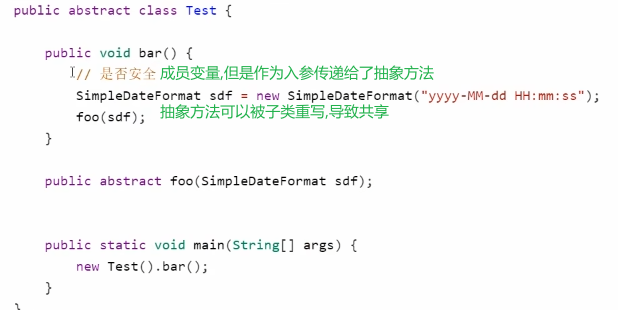 public abstract class Test {
public void bar() {
// 是否安全 成员变量,但是作为入参传递给了抽象方法
SimpleDateFormat sdf = new SimpleDateFormat("yyyy-MM-dd HH:mm:ss");
foo(sdf); 抽象方法可以被子类重写,导致共享
}
public abstract foo(SimpleDateFormat sdf);
public static void main(String[] args) {
new Test().bar();
}
}